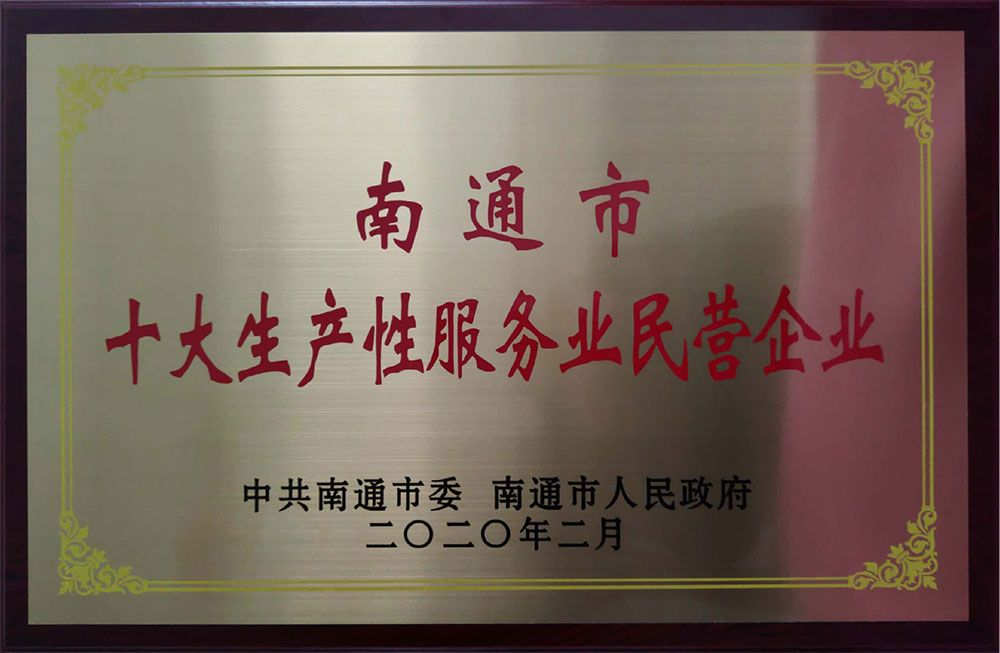 南通市
十大生产性服务业民营企业
中共南通市委 南通市人民政府
二〇二〇年二月